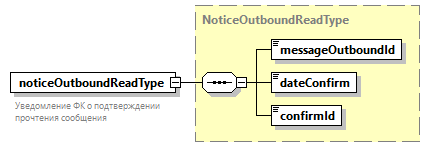 NoticeOutboundReadType
messageOutboundId
noticeOutboundReadType
dateConfirm
Уведомление ФК о подтверждении
прочтения сообщения
confirmId